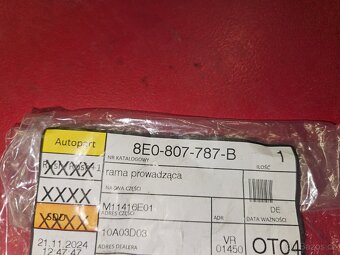 Autopart
8E0-807-787-B
NR KATALOGOWY
ILOŚĆ
1
XXXX
rama prowadząca
NAZWA CZĘŚCI
XXXX
M11416E01
DE
ADRES CZĘŚCI
ADR
DATA WAŻNOŚCI
XXXX
10A03D03
VR
21.11.2024
ADRES DEALERA
01450
OT04
12:47:47